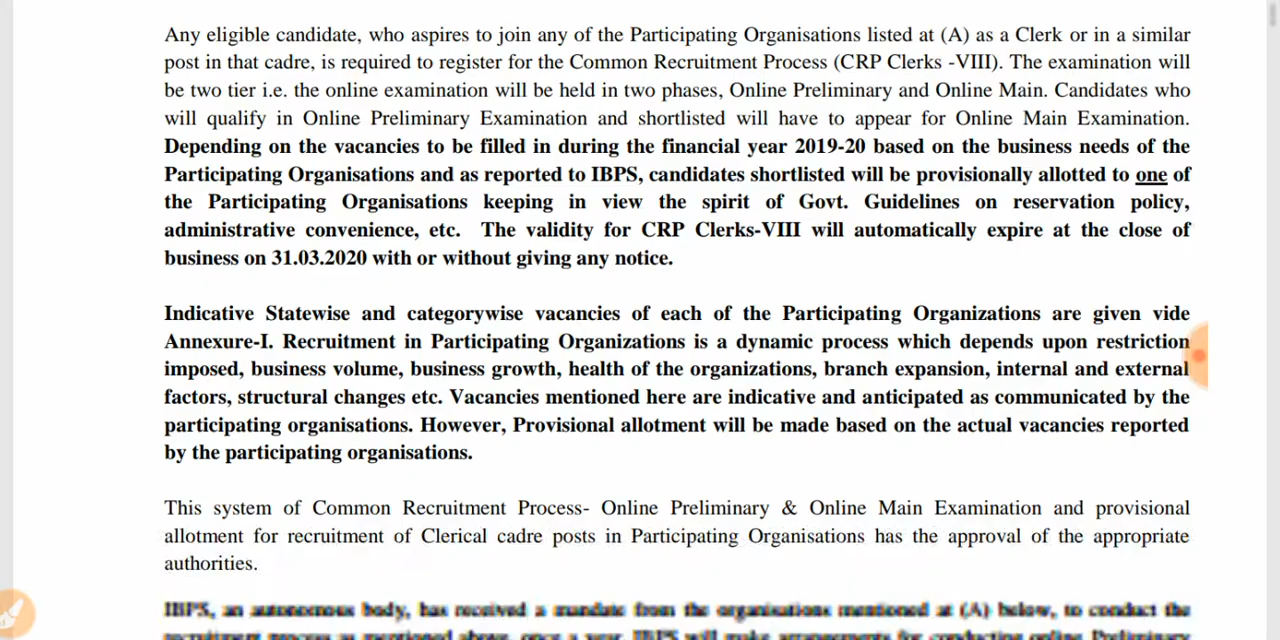 Any eligible candidate, who aspires to join any of the Participating Organisations listed at (A) as a Clerk or in a similar
post in that cadre, is required to register for the Common Recruitment Process (CRP Clerks -VIII). The examination will
be two tier i.e. the online examination will be held in two phases, Online Preliminary and Online Main. Candidates who
will qualify in Online Preliminary Examination and shortlisted will have to appear for Online Main Examination.
Depending on the vacancies to be filled in during the financial year 2019-20 based on the business needs of the
Participating Organisations and as reported to IBPS, candidates shortlisted will be provisionally allotted to one of
the Participating Organisations keeping in view the spirit of Govt. Guidelines on reservation policy,
administrative convenience, etc. The validity for CRP Clerks-VIII will automatically expire at the close of
business on 31.03.2020 with or without giving any notice.
Indicative Statewise and categorywise vacancies of each of the Participating Organizations are given vide
Annexure-I. Recruitment in Participating Organizations is a dynamic process which depends upon restriction
imposed, business volume, business growth, health of the organizations, branch expansion, internal and external
factors, structural changes etc. Vacancies mentioned here are indicative and anticipated as communicated by the
participating organisations. However, Provisional allotment will be made based on the actual vacancies reported
by the participating organisations.
This system of Common Recruitment Process- Online Preliminary & Online Main Examination and provisional
allotment for recruitment of Clerical cadre posts in Participating Organisations has the approval of the appropriate
authorities.
IBPS, an autonomous body, has received a mandate from the organisations mentioned at (A) below, to conduct the